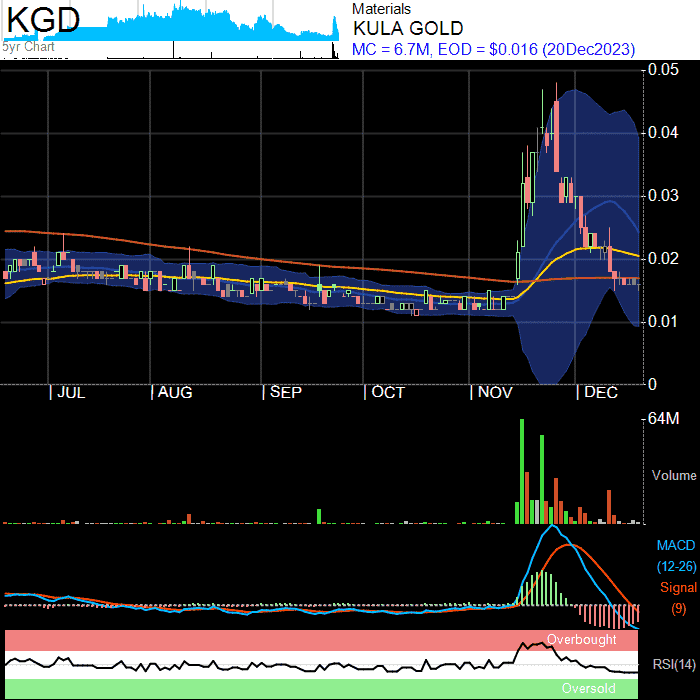 KGD
5yr Chart
Materials
KULA GOLD
MC = 6.7M, EOD = $0.016 (20Dec2023)
0.05
0.04
0.03
0.02
0.01
0
| JUL | AUG | SEP | OCT | NOV | DEC
64M
Volume
MACD
(12-26)
Signal
(9)
Overbought
RSI(14)
Oversold